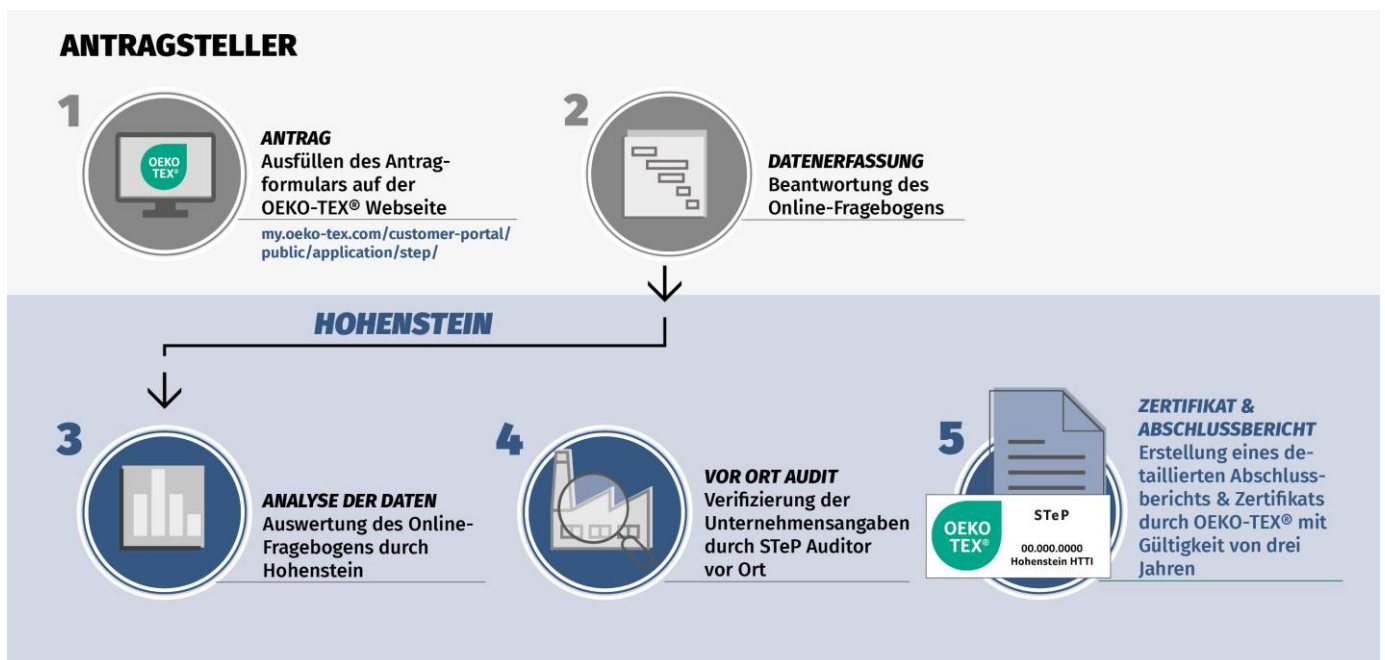 ANTRAGSTELLER
1
OEKO
TEX®
ANTRAG
Ausfüllen des Antrag-
formulars auf der
OEKO-TEX® Webseite
my.oeko-tex.com/customer-portal/
public/application/step/
2
DATENERFASSUNG
Beantwortung des
Online-Fragebogens
HOHENSTEIN
3
ANALYSE DER DATEN
Auswertung des Online-
Fragebogens durch
Hohenstein
4
VOR ORT AUDIT
Verifizierung der
Unternehmensangaben
durch STeP Auditor
vor Ort
5
OEKO
TEX®
STeP
00.000.0000
Hohenstein HTTI
ZERTIFIKAT &
ABSCHLUSSBERICHT
Erstellung eines de-
taillierten Abschluss-
berichts & Zertifikats
durch OEKO-TEX® mit
Gültigkeit von drei
Jahren